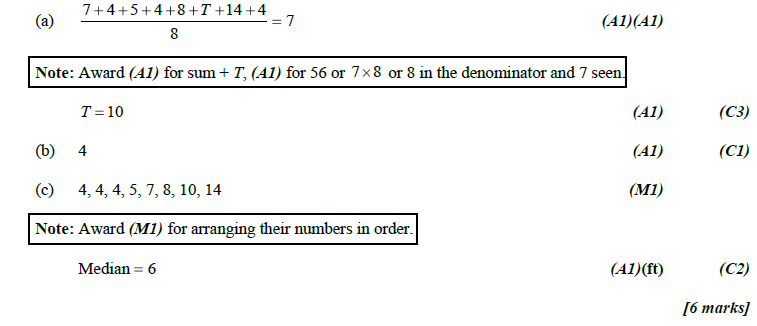 (a) 7+4+5+4+8+T+14+4 / 8 = 7 (A1)(A1)
Note: Award (A1) for sum + T, (A1) for 56 or 7×8 or 8 in the denominator and 7 seen.
T = 10 (A1) (C3)
(b) 4 (A1) (C1)
(c) 4, 4, 4, 5, 7, 8, 10, 14 (M1)
Note: Award (M1) for arranging their numbers in order.
Median = 6 (A1)(ft) (C2)
[6 marks]